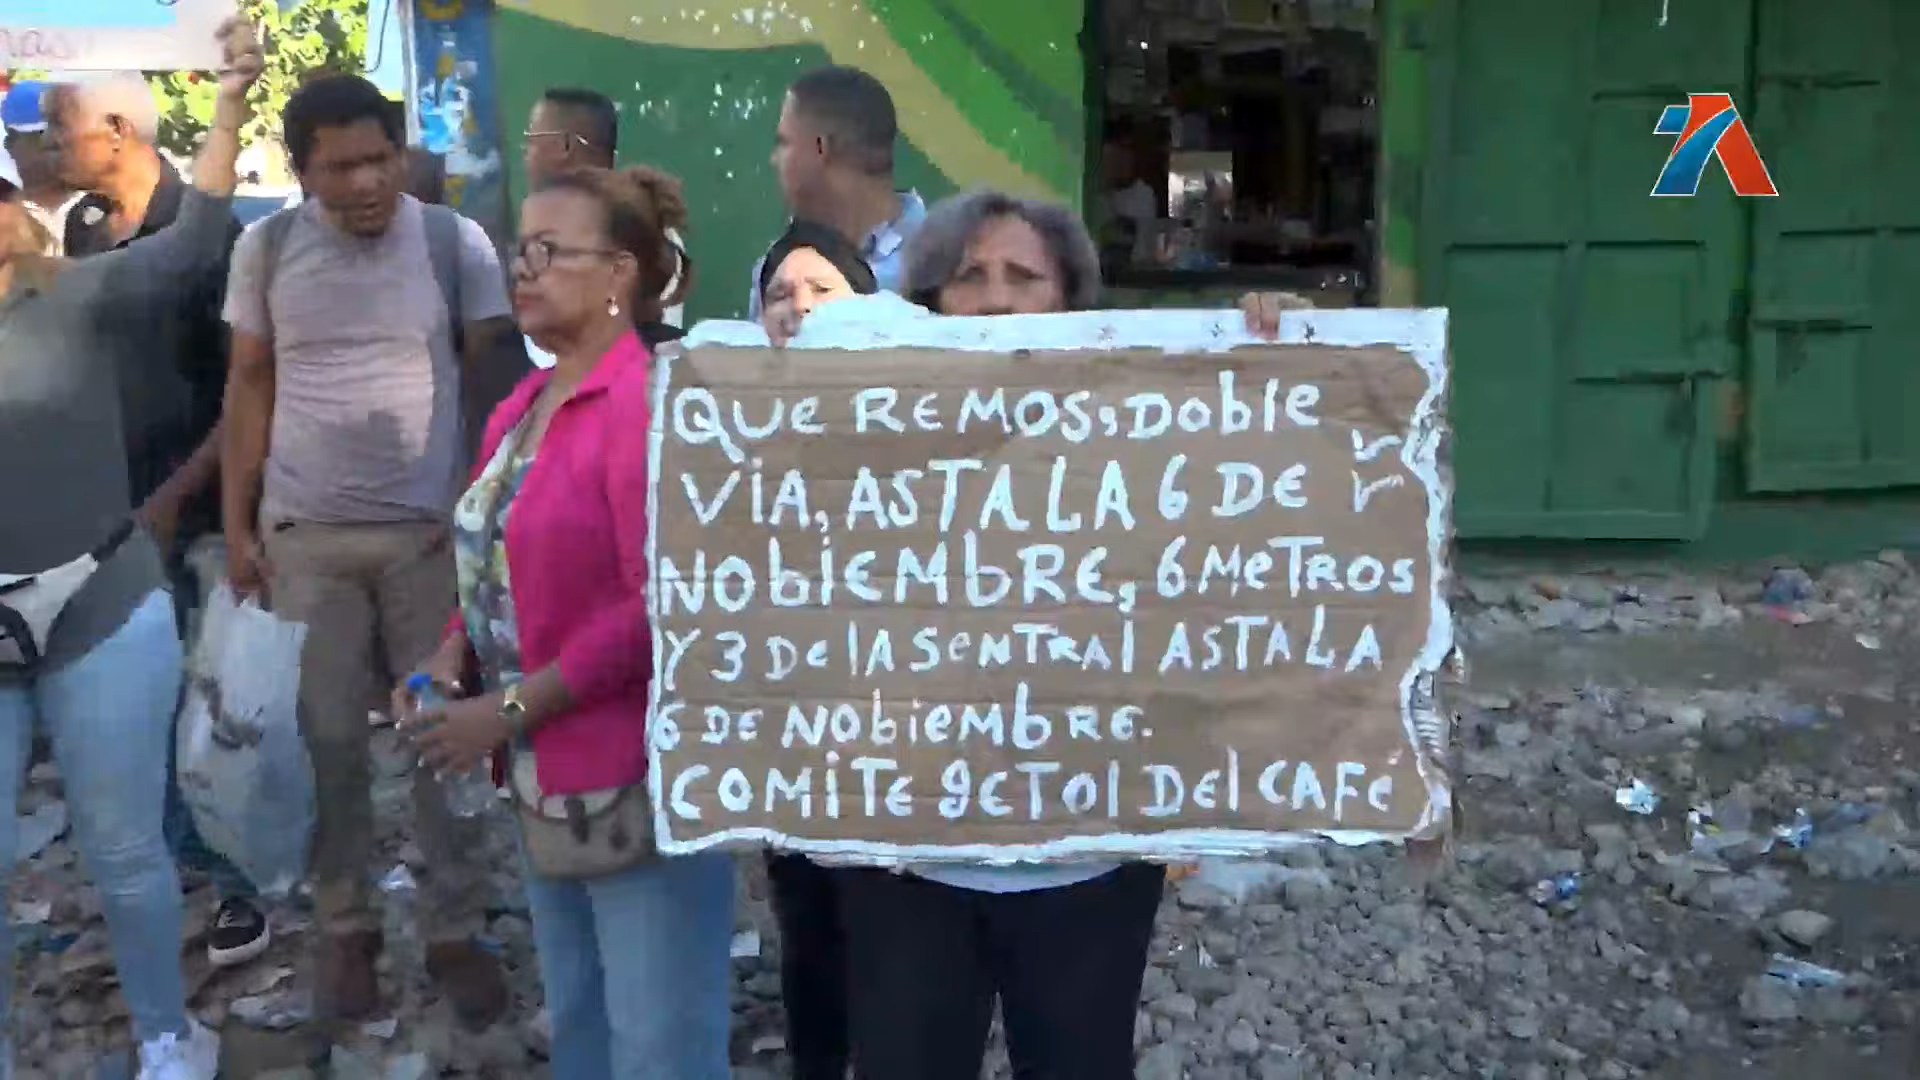 QUE REMOS, DOblE
VIA, ASTA LA 6 DE
NObIEMbRE, 6 MeTROS
Y 3 De lA SeNTRAl ASTA LA
6 DE NObiemBRE.
COMiTE GETOl DEl CAFé